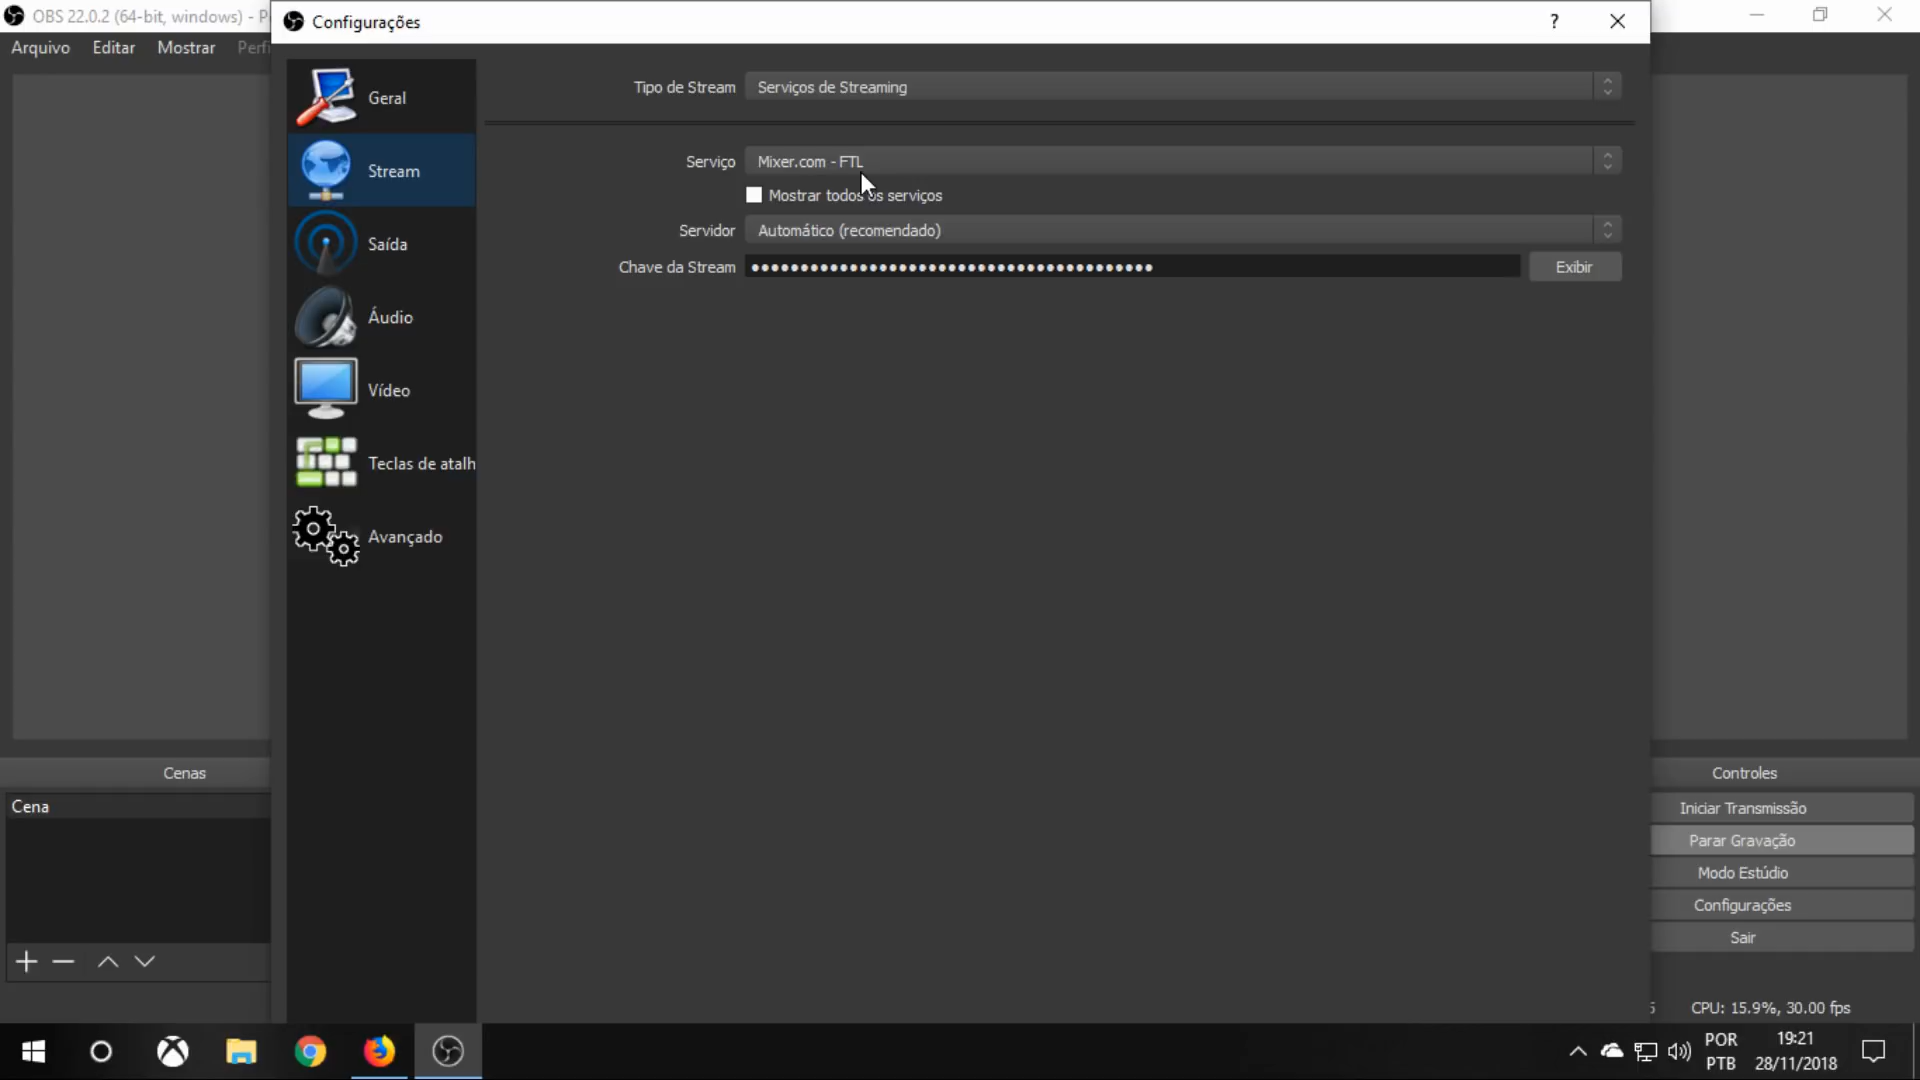 OBS 22.0.2 (64-bit, windows) - P
Configurações
?
Arquivo Editar Mostrar Perfi
Geral
Stream
Saída
Áudio
Vídeo
Teclas de atalh
Avançado
Tipo de Stream Serviços de Streaming
Serviço Mixer.com - FTL
Mostrar todos os serviços
Servidor Automático (recomendado)
Chave da Stream Exibir
Cenas
Cena
Controles
Iniciar Transmissão
Parar Gravação
Modo Estúdio
Configurações
Sair
CPU: 15.9%, 30.00 fps
POR
PTB
19:21
28/11/2018